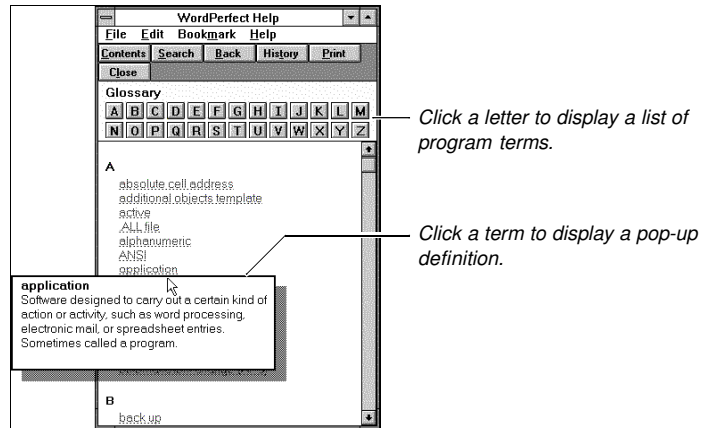 WordPerfect Help
File Edit Bookmark Help
Contents Search Back History Print
Close
Glossary
A B C D E F G H I J K L M
N O P Q R S T U V W X Y Z
Click a letter to display a list of
program terms.
A
absolute cell address
additional objects template
active
.ALL file
alphanumeric
ANSI
application
Click a term to display a pop-up
definition.
application
Software designed to carry out a certain kind of
action or activity, such as word processing,
electronic mail, or spreadsheet entries.
Sometimes called a program.
B
back up